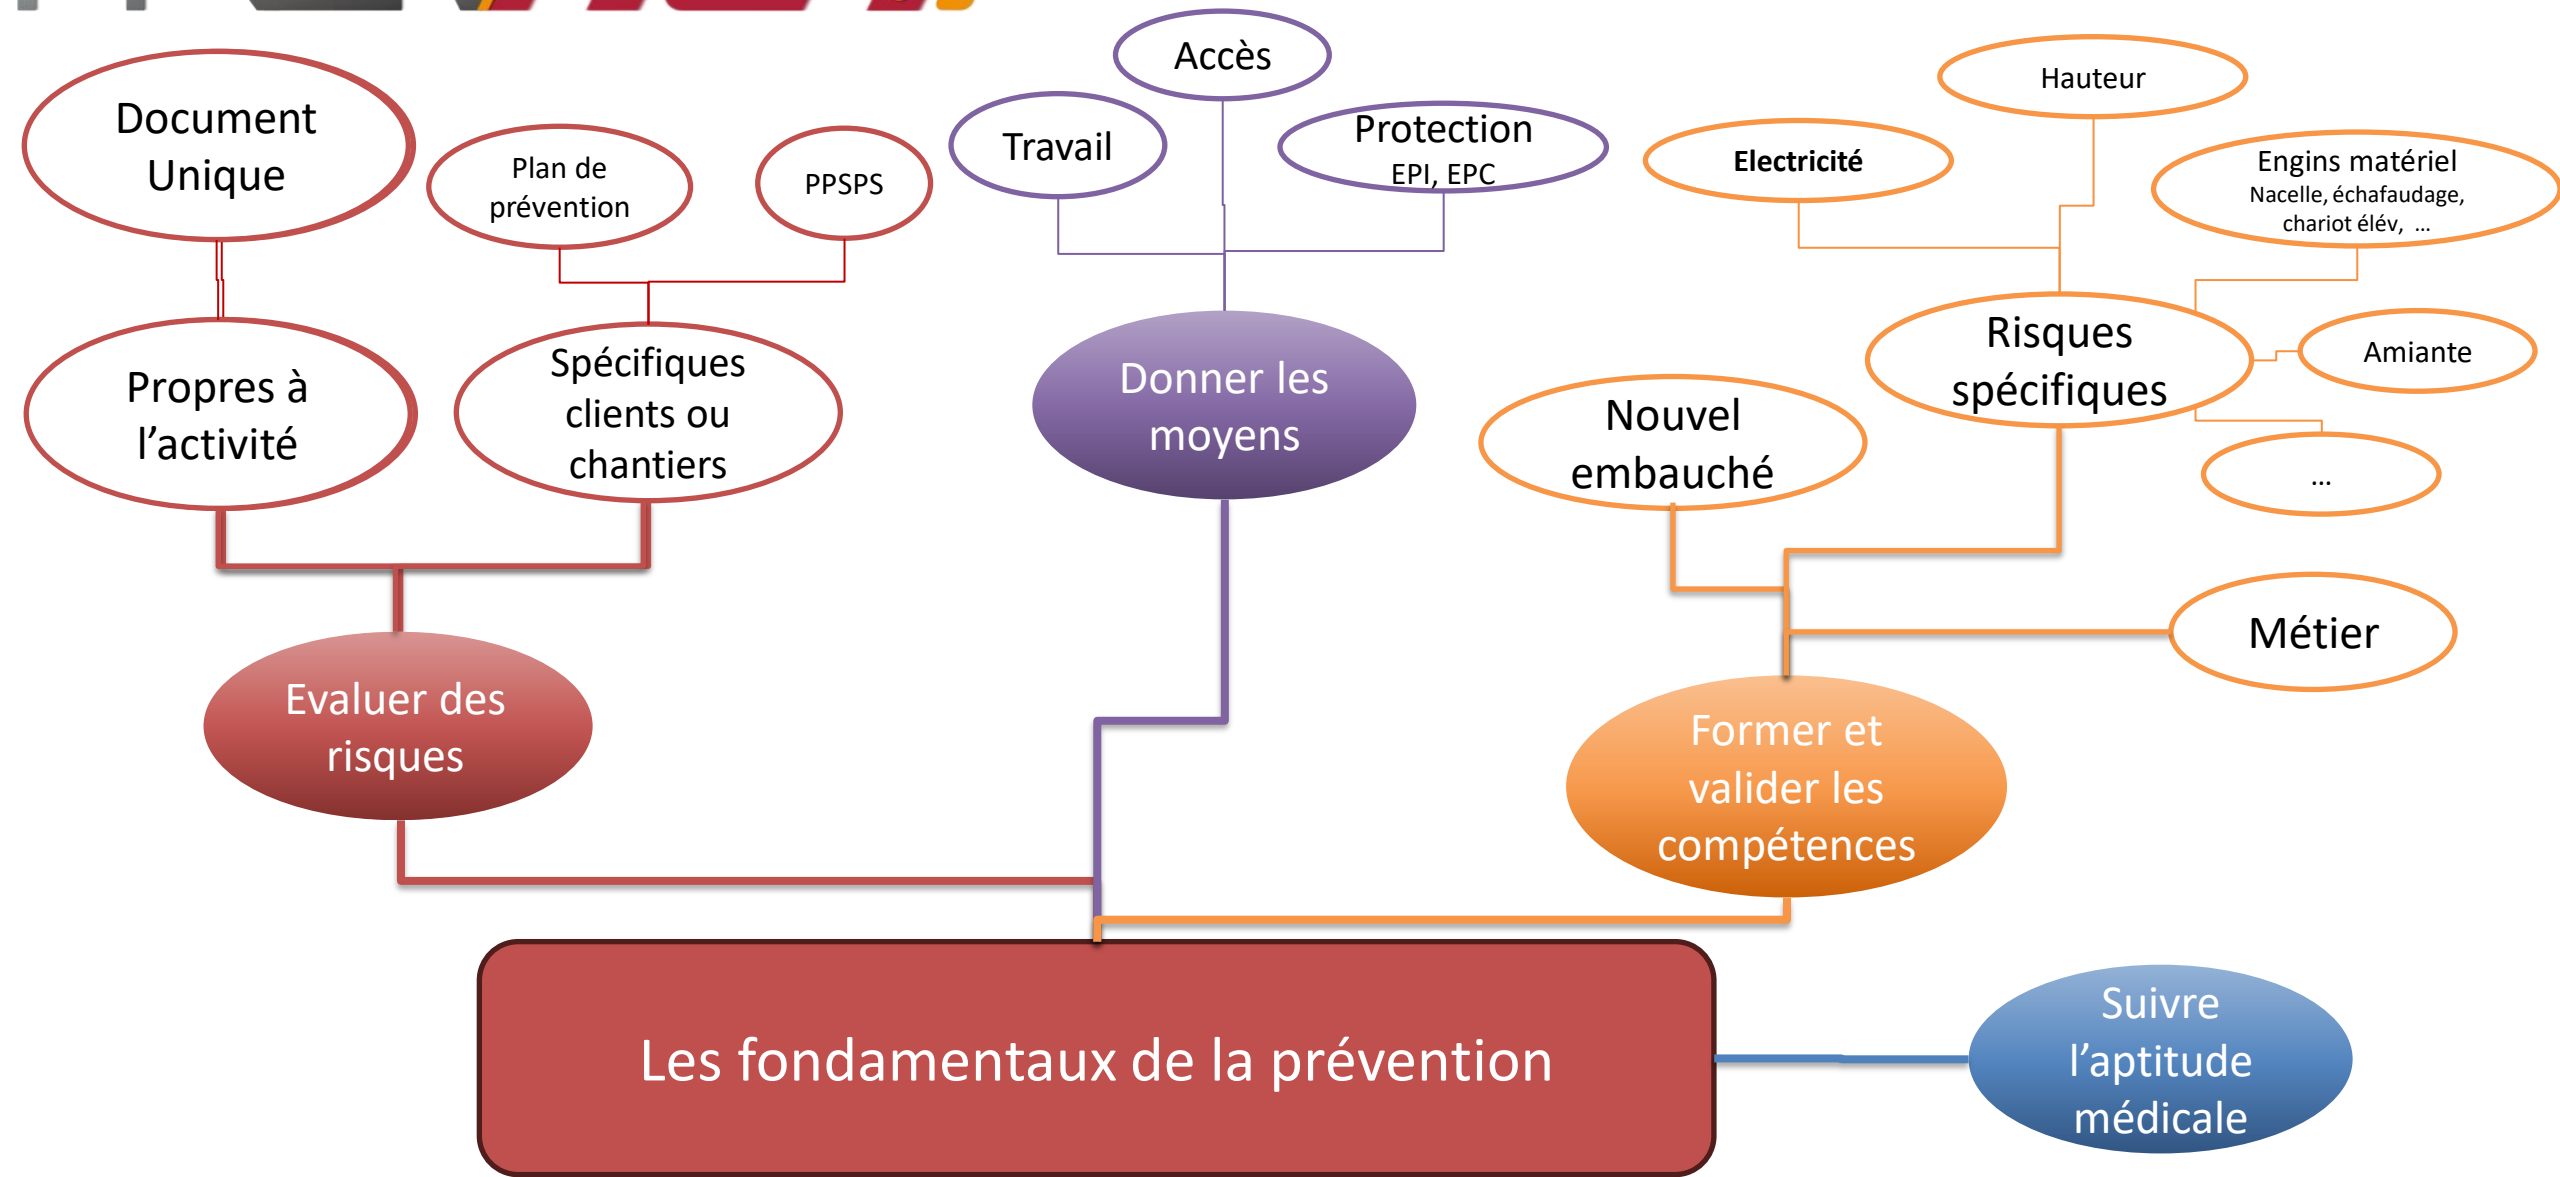 Accès
Hauteur
Document
Unique
Travail
Protection
EPI, EPC
Electricité
Engins matériel
Nacelle, échafaudage,
chariot élév, ...
Plan de
prévention
PPSPS
Propres à
l’activité
Spécifiques
clients ou
chantiers
Donner les
moyens
Risques
spécifiques
Amiante
Nouvel
embauché
...
Métier
Evaluer des
risques
Former et
valider les
compétences
Les fondamentaux de la prévention
Suivre
l’aptitude
médicale